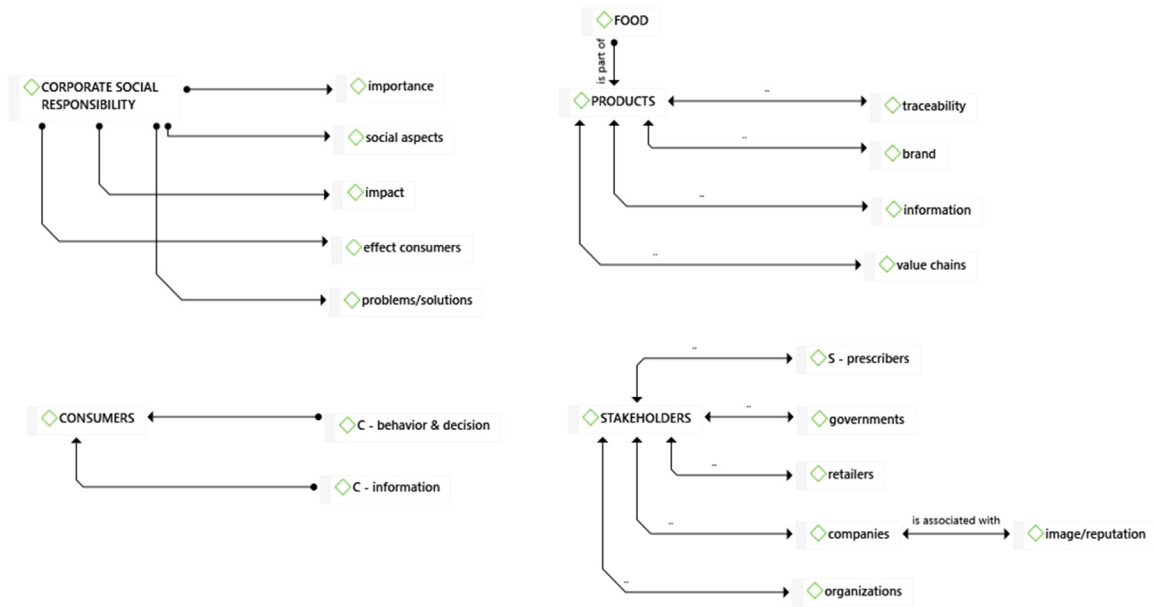 FOOD
is part of
CORPORATE SOCIAL
RESPONSIBILITY
importance
social aspects
impact
effect consumers
problems/solutions
PRODUCTS
traceability
brand
information
value chains
CONSUMERS
C - behavior & decision
C - information
STAKEHOLDERS
S - prescribers
governments
retailers
companies
is associated with
image/reputation
organizations